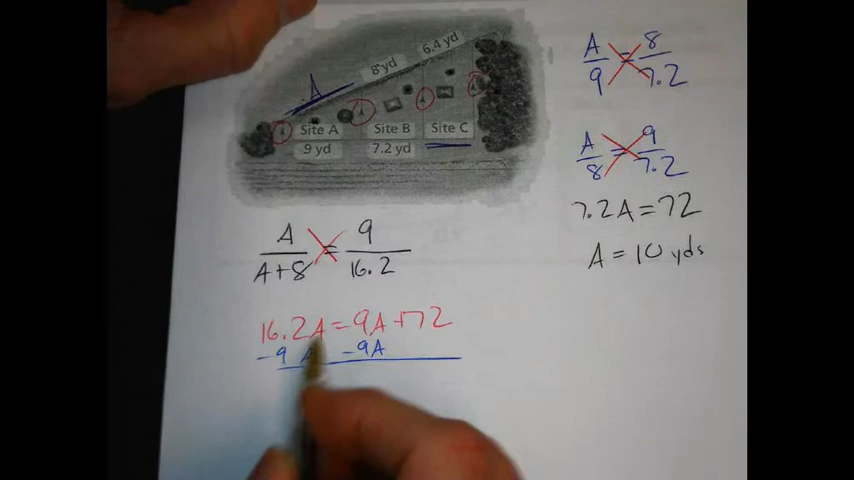 A
8 yd
6.4 yd
Site A
Site B
Site C
9 yd
7.2 yd
A/9 = 8/7.2
A/8 = 9/7.2
7.2A = 72
A = 10 yds
A/A+8 = 9/16.2
16.2A = 9A + 72
-9A -9A